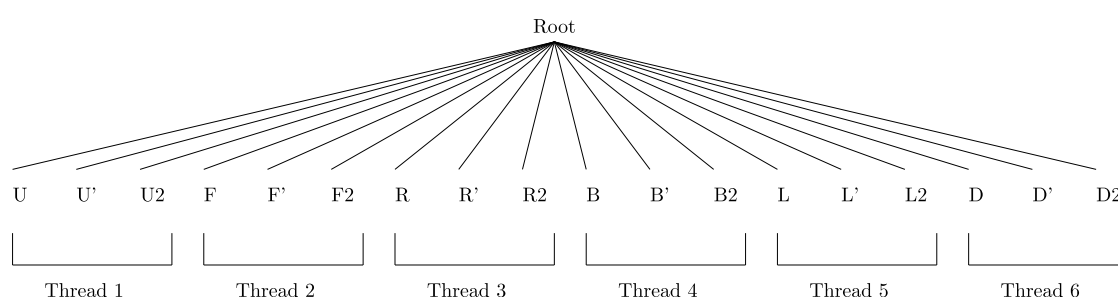 Root
U U' U2 F F' F2 R R' R2 B B' B2 L L' L2 D D' D2
Thread 1 Thread 2 Thread 3 Thread 4 Thread 5 Thread 6